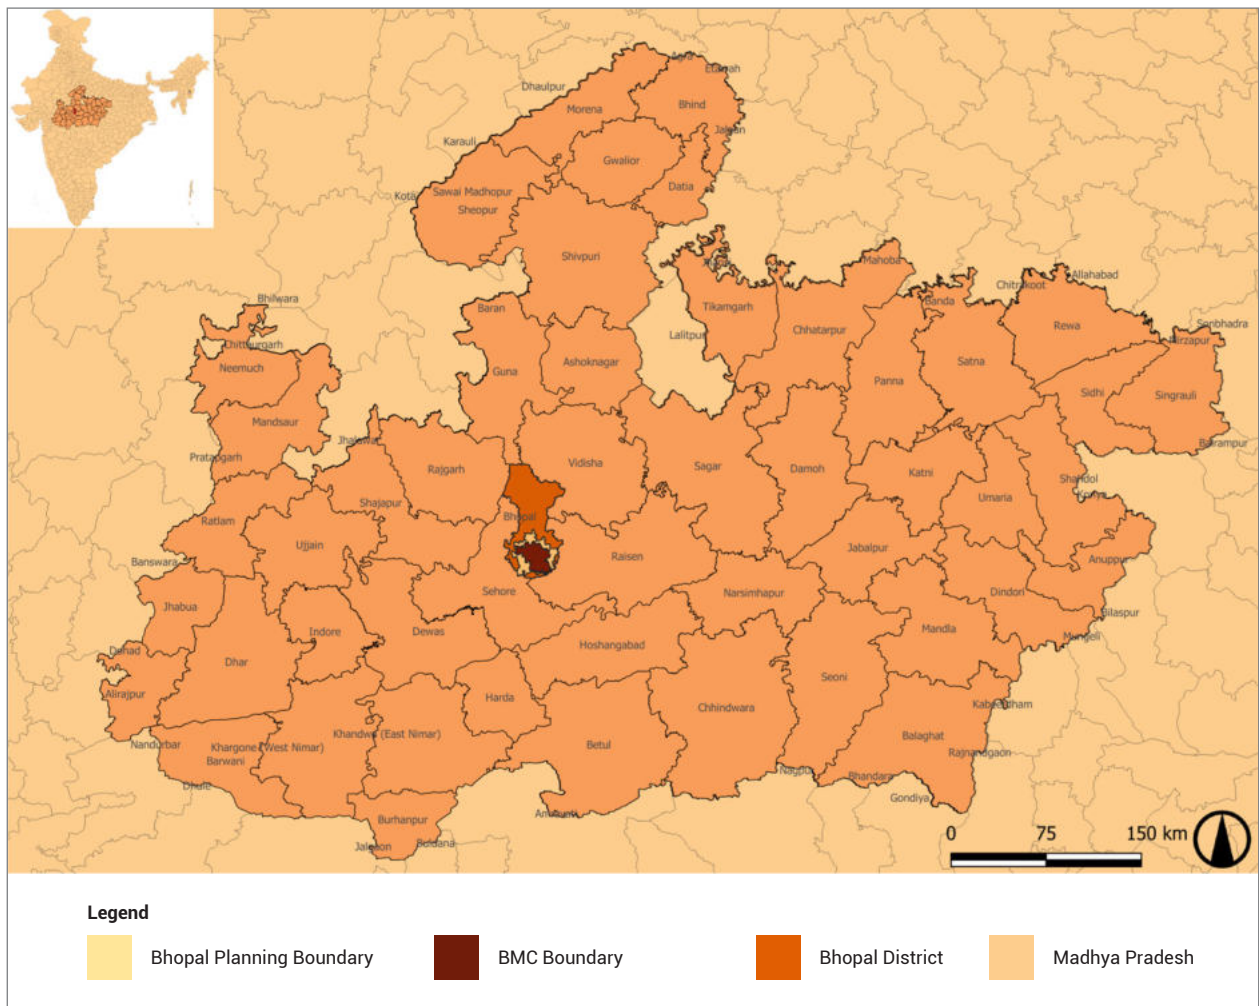 Agra
Etawah
Dhaulpur
Bhind
Morena
Jalaun
Karauli
Gwalior
Datia
Kota
Sawai Madhopur
Sheopur
Shivpuri
Mahoba
Allahabad
Chitrakoot
Bhilwara
Banda
Baran
Tikamgarh
Sonbhadra
Rewa
Chhatarpur
Lalitpur
Mirzapur
Chittaurgarh
Ashoknagar
Satna
Neemuch
Guna
Panna
Sidhi
Singrauli
Mandsaur
Jhalawar
Balrampur
Pratapgarh
Vidisha
Sagar
Rajgarh
Damoh
Katni
Shahdol
Umaria
Koriya
Shajapur
Bhopal
Ratlam
Ujjain
Jabalpur
Raisen
Anuppur
Banswara
Sehore
Narsimhapur
Dindori
Jhabua
Bilaspur
Indore
Dewas
Mandla
Mungeli
Hoshangabad
Dohad
Dhar
Seoni
Alirajpur
Harda
Chhindwara
Kabeerdham
Khandwa (East Nimar)
Balaghat
Nandurbar
Khargone (West Nimar)
Betul
Rajnandgaon
Barwani
Nagpur
Bhandara
Dhule
Gondiya
Amravati
Burhanpur
Jalgaon
Buldana
0 75 150 km
Legend
Bhopal Planning Boundary
BMC Boundary
Bhopal District
Madhya Pradesh